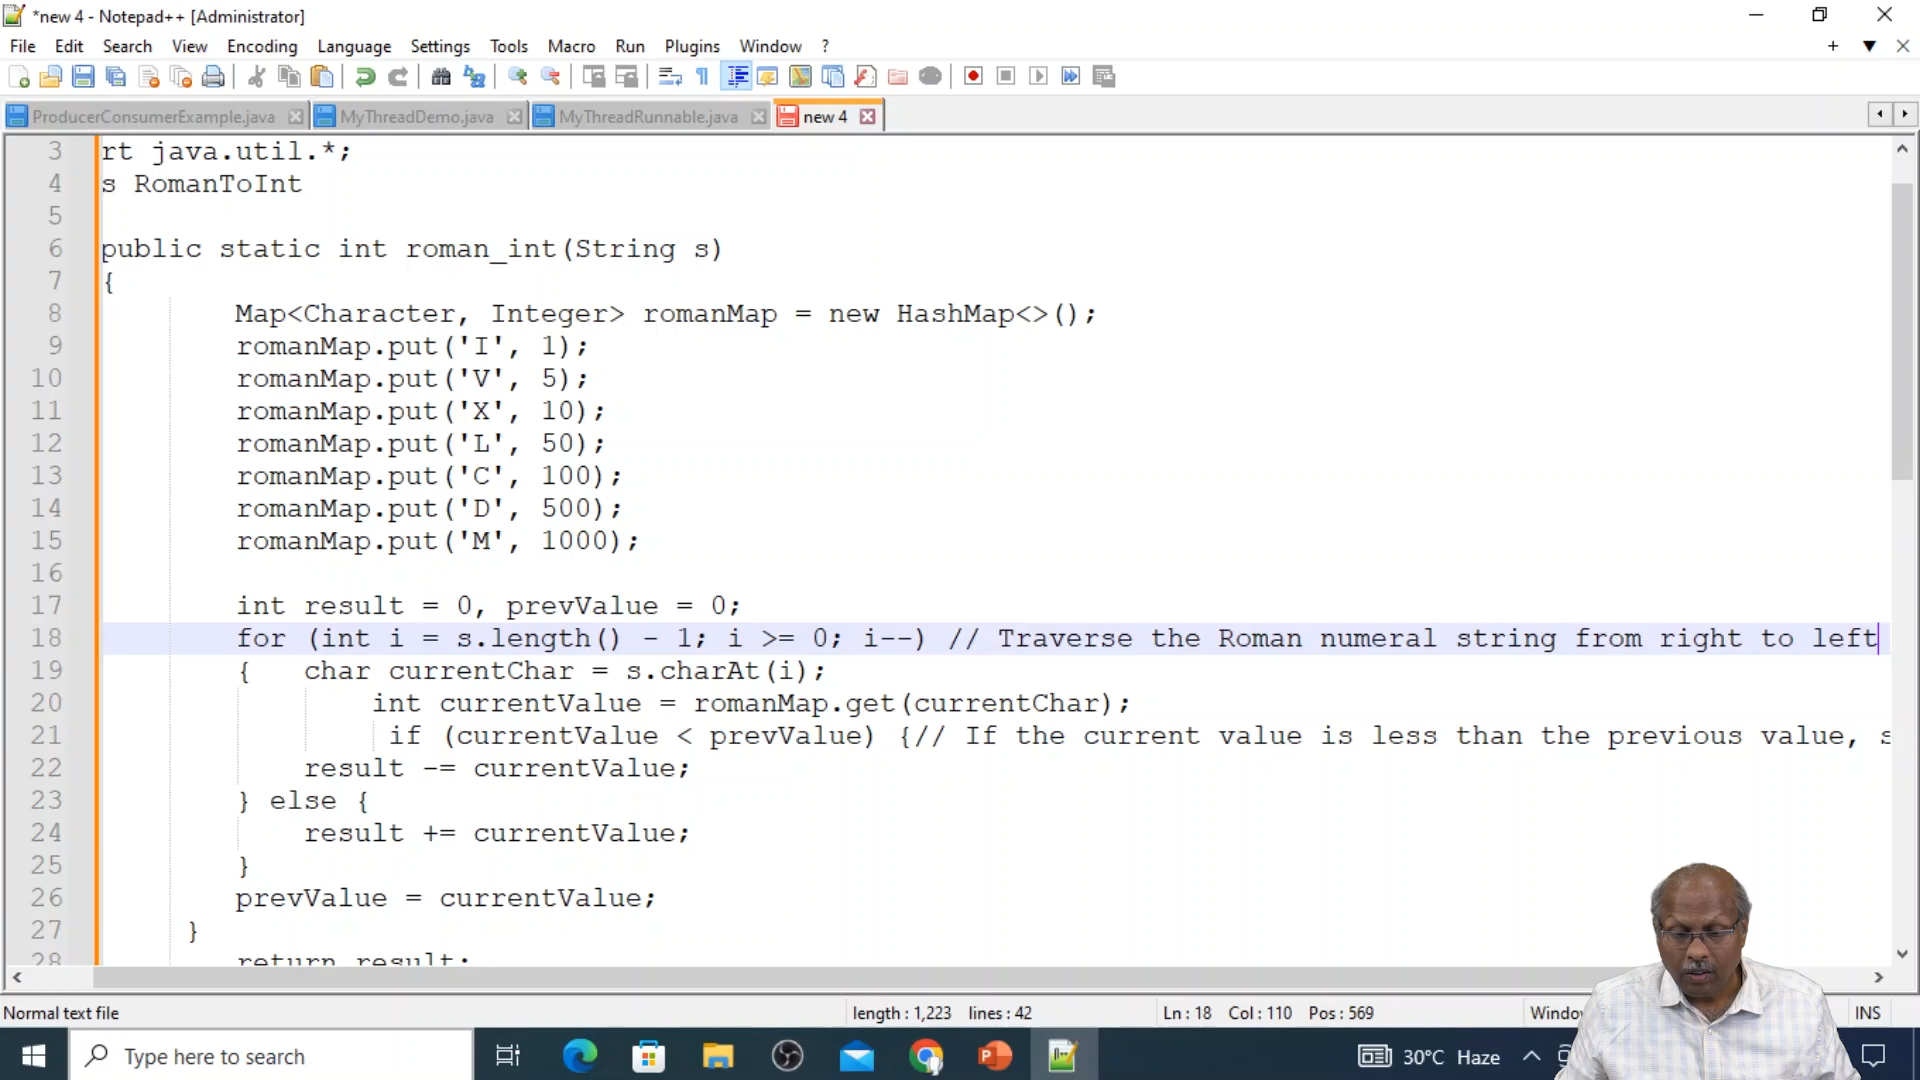 *new 4 - Notepad++ [Administrator]
File Edit Search View Encoding Language Settings Tools Macro Run Plugins Window ?
ProducerConsumerExample.java MyThreadDemo.java MyThreadRunnable.java new 4
3 rt java.util.*;
4 s RomanToInt
5
6 public static int roman_int(String s)
7 {
8 Map<Character, Integer> romanMap = new HashMap<>();
9 romanMap.put('I', 1);
10 romanMap.put('V', 5);
11 romanMap.put('X', 10);
12 romanMap.put('L', 50);
13 romanMap.put('C', 100);
14 romanMap.put('D', 500);
15 romanMap.put('M', 1000);
16
17 int result = 0, prevValue = 0;
18 for (int i = s.length() - 1; i >= 0; i--) // Traverse the Roman numeral string from right to left
19 { char currentChar = s.charAt(i);
20 int currentValue = romanMap.get(currentChar);
21 if (currentValue < prevValue) {// If the current value is less than the previous value, s
22 result -= currentValue;
23 } else {
24 result += currentValue;
25 }
26 prevValue = currentValue;
27 }
28 return result;
Normal text file length : 1,223 lines : 42 Ln : 18 Col : 110 Pos : 569 Windo INS
Type here to search 30°C Haze